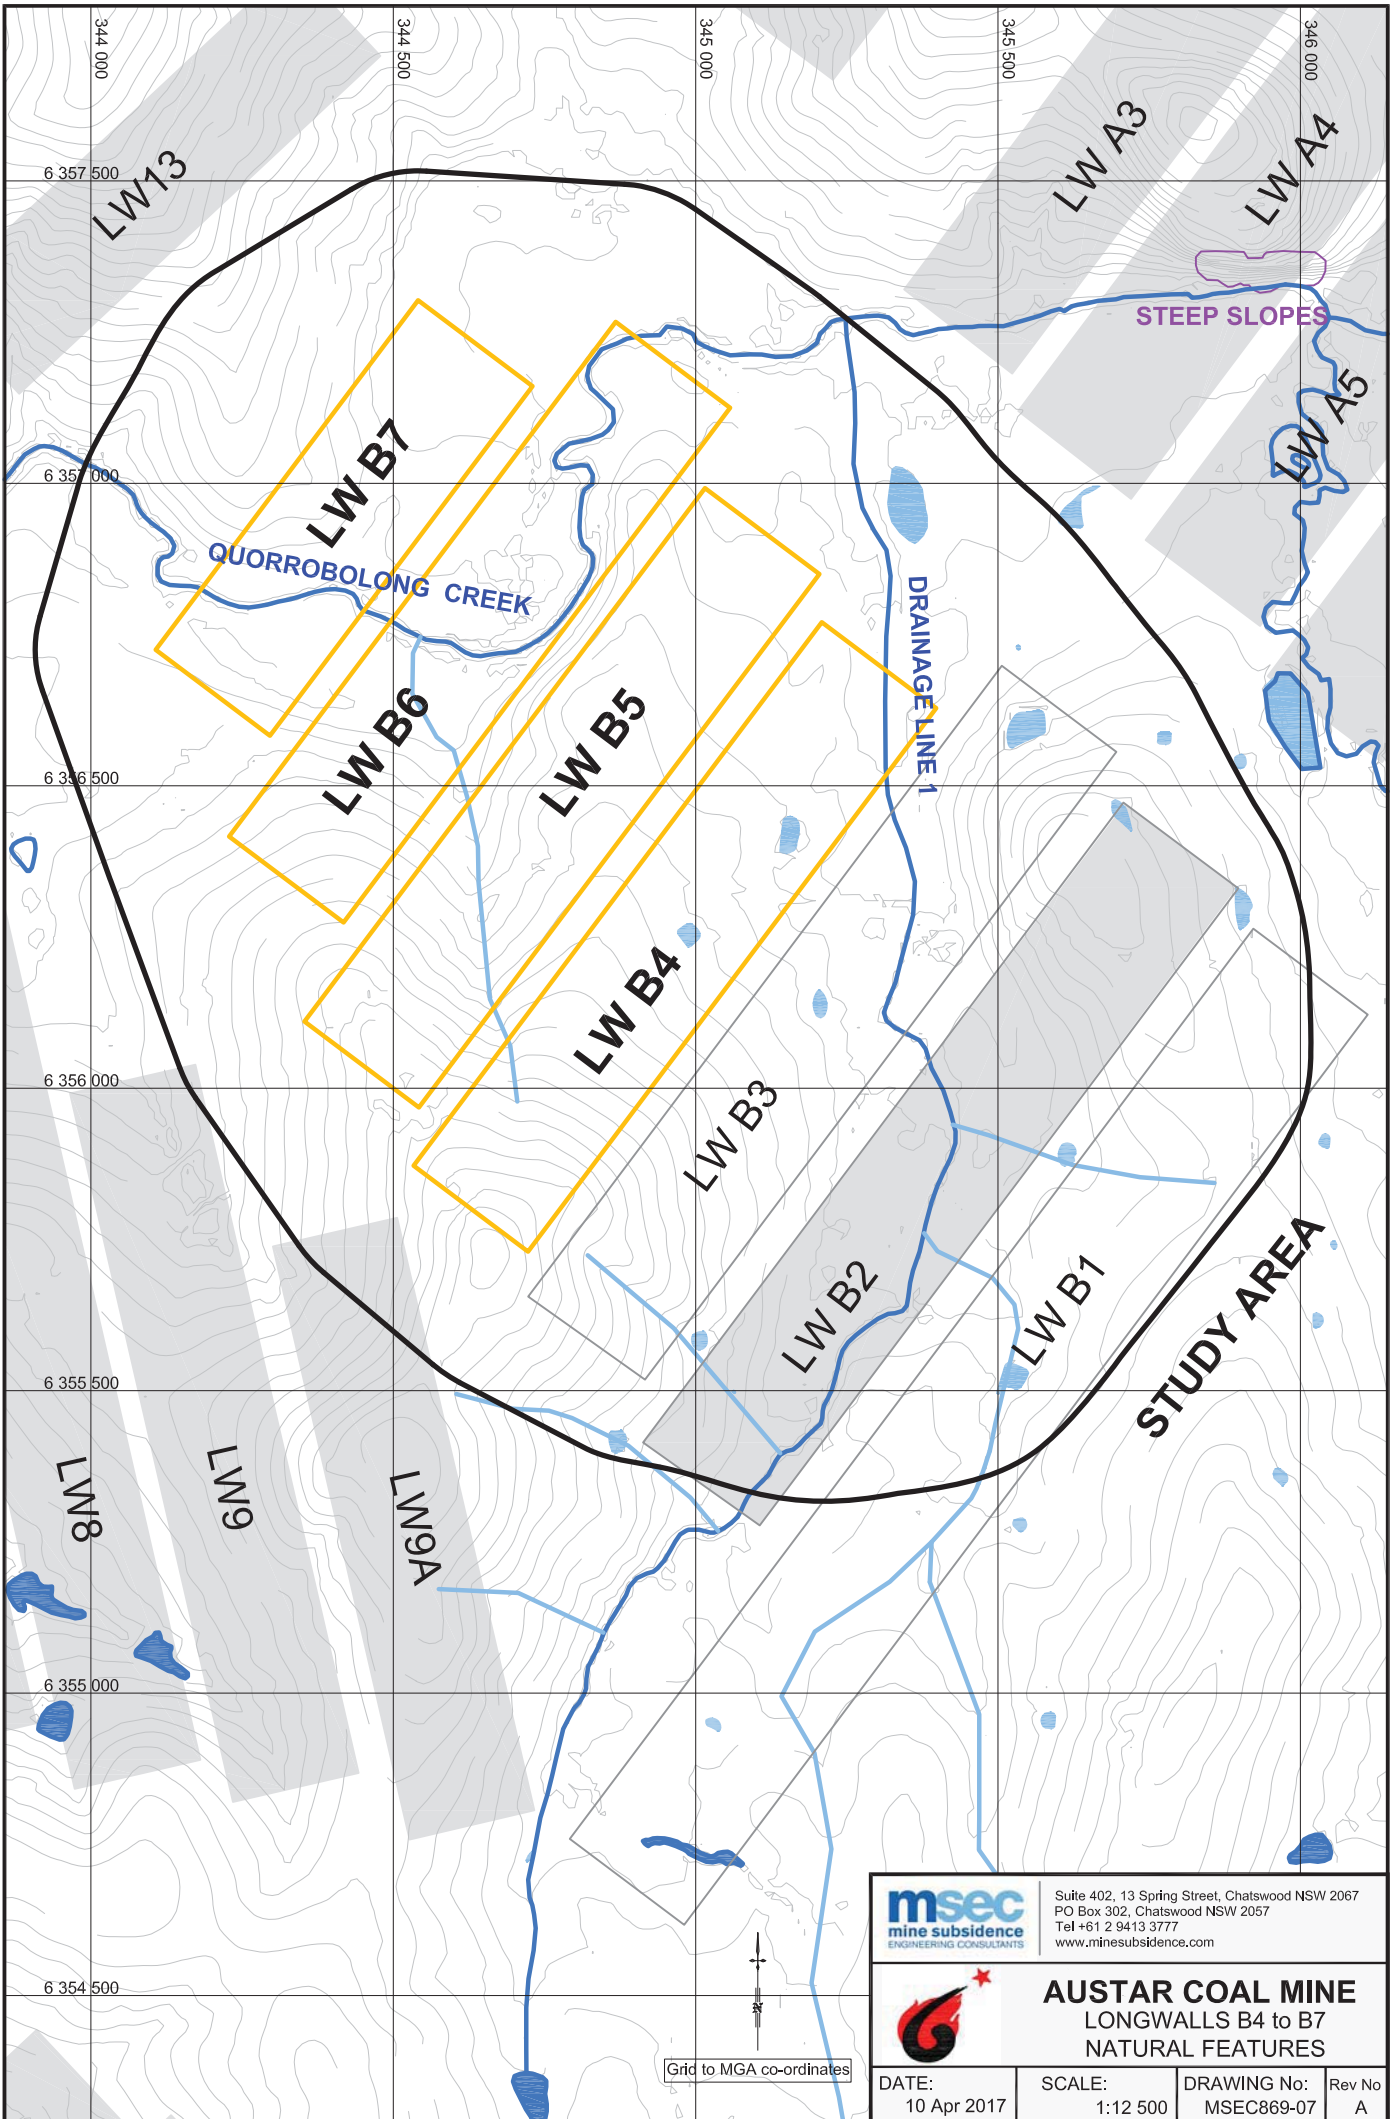 344 000
344 500
345 000
345 500
346 000
6 357 500
6 357 000
6 356 500
6 356 000
6 355 500
6 355 000
6 354 500
LW13
LW A3
LW A4
STEEP SLOPES
LW A5
LW B7
QUORROBOLONG CREEK
DRAINAGE LINE 1
LW B6
LW B5
LW B4
LW B3
LW B2
LW B1
STUDY AREA
LW8
LW9
LW9A
N
Grid to MGA co-ordinates
msec
mine subsidence
ENGINEERING CONSULTANTS
Suite 402, 13 Spring Street, Chatswood NSW 2067
PO Box 302, Chatswood NSW 2057
Tel +61 2 9413 3777
www.minesubsidence.com
AUSTAR COAL MINE
LONGWALLS B4 to B7
NATURAL FEATURES
DATE:
10 Apr 2017
SCALE:
1:12 500
DRAWING No:
MSEC869-07
Rev No
A